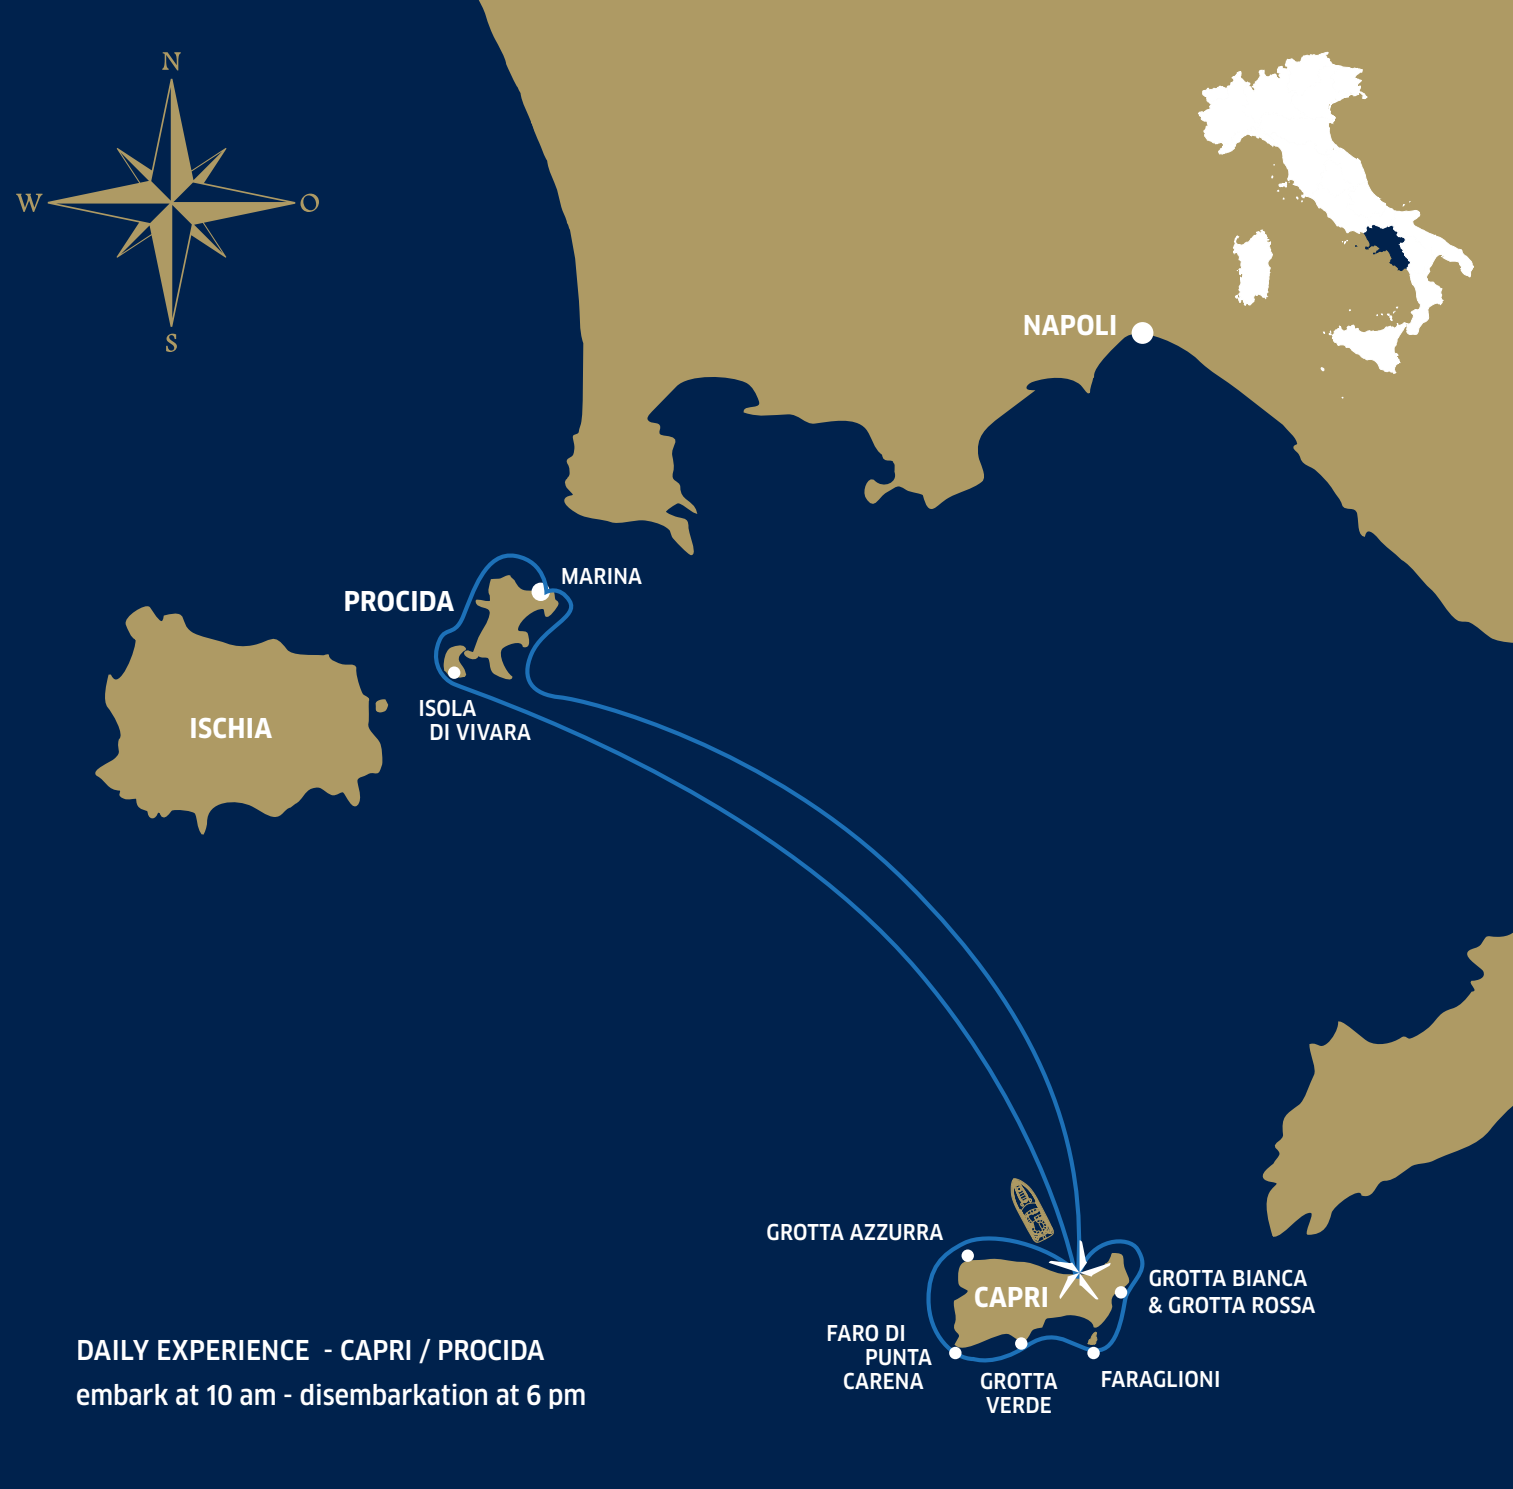 N
W
O
S
NAPOLI
MARINA
PROCIDA
ISOLA
DI VIVARA
ISCHIA
GROTTA AZZURRA
CAPRI
GROTTA BIANCA
& GROTTA ROSSA
FARO DI
PUNTA
CARENA
GROTTA
VERDE
FARAGLIONI
DAILY EXPERIENCE - CAPRI / PROCIDA
embark at 10 am - disembarkation at 6 pm